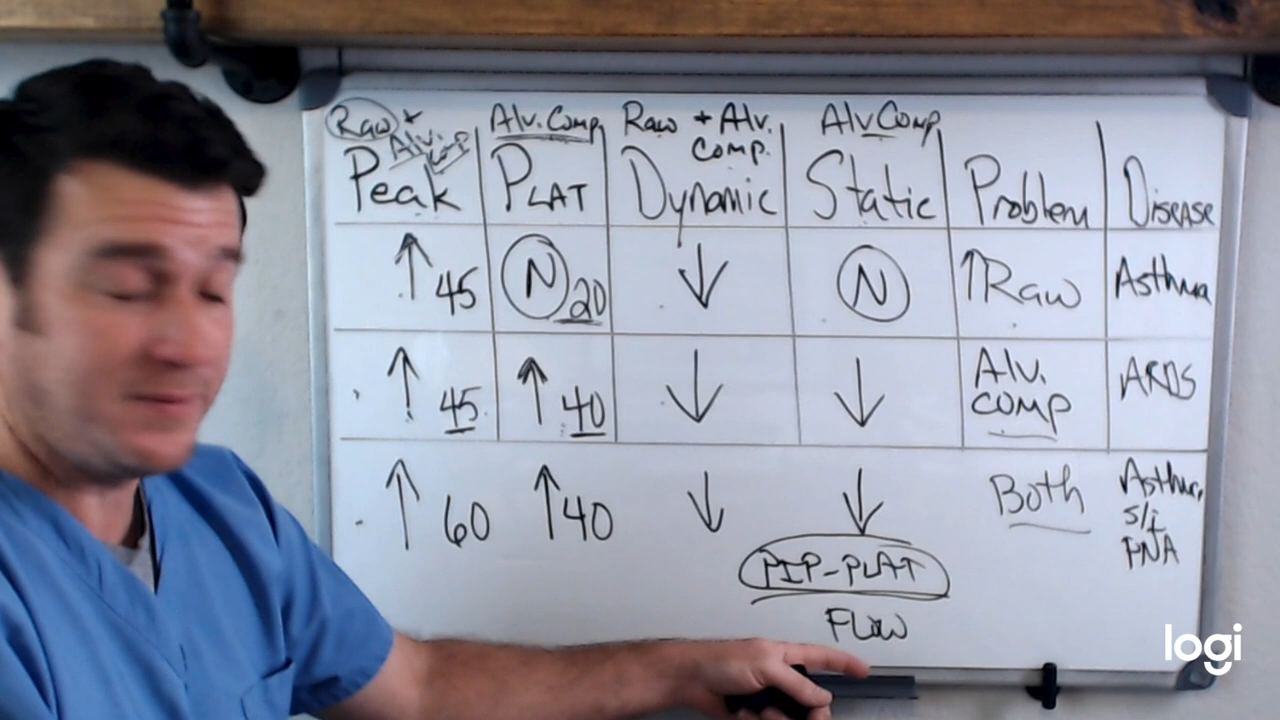 Raw + Alv. Comp
Alv. Comp
Raw + Alv. Comp.
Alv Comp
Peak PLAT Dynamic Static Problem Disease
↑ 45 N 20 ↓ N ↑Raw Asthma
↑ 45 ↑ 40 ↓ ↓ Alv. Comp ARDS
↑ 60 ↑ 40 ↓ ↓ Both Asthma s/i PNA
PIP-PLAT
FLOW
logi